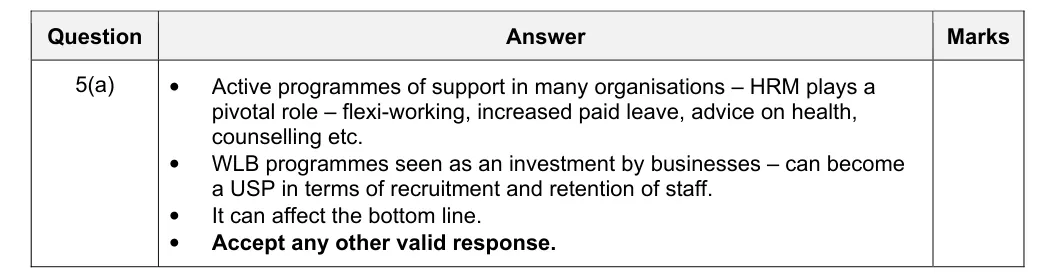 Question Answer Marks
5(a)
• Active programmes of support in many organisations – HRM plays a
pivotal role – flexi-working, increased paid leave, advice on health,
counselling etc.
• WLB programmes seen as an investment by businesses – can become
a USP in terms of recruitment and retention of staff.
• It can affect the bottom line.
• Accept any other valid response.